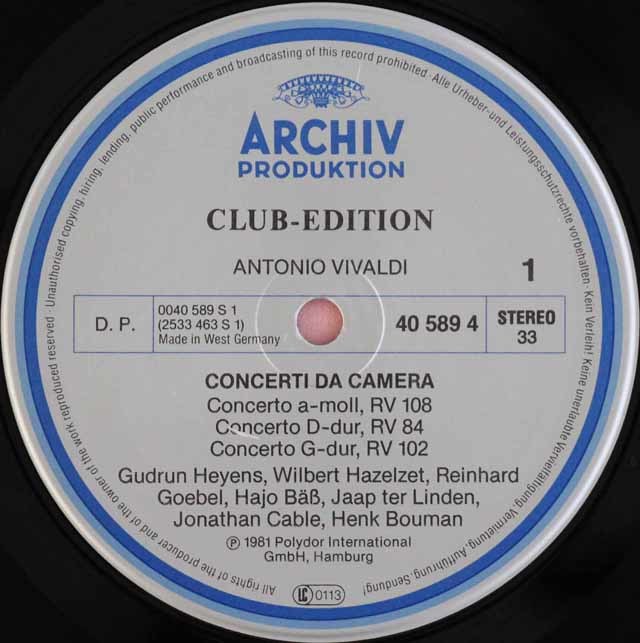 Unauthorised copying, hiring, lending, public performance and broadcasting of this record prohibited · Alle Urheber- und Leistungsschutzrechte vorbehalten · Kein Verleih! Keine unerlaubte Vervielfältigung, Vermietung, Aufführung, Sendung!
ARCHIV
PRODUKTION
CLUB-EDITION
ANTONIO VIVALDI
1
D. P.
0040 589 S 1
(2533 463 S 1)
Made in West Germany
40 589 4
STEREO
33
CONCERTI DA CAMERA
Concerto a-moll, RV 108
Concerto D-dur, RV 84
Concerto G-dur, RV 102
Gudrun Heyens, Wilbert Hazelzet, Reinhard
Goebel, Hajo Bäß, Jaap ter Linden,
Jonathan Cable, Henk Bouman
℗ 1981 Polydor International
GmbH, Hamburg
LC 0113
All rights of the producer and of the owner of the work reproduced reserved ·